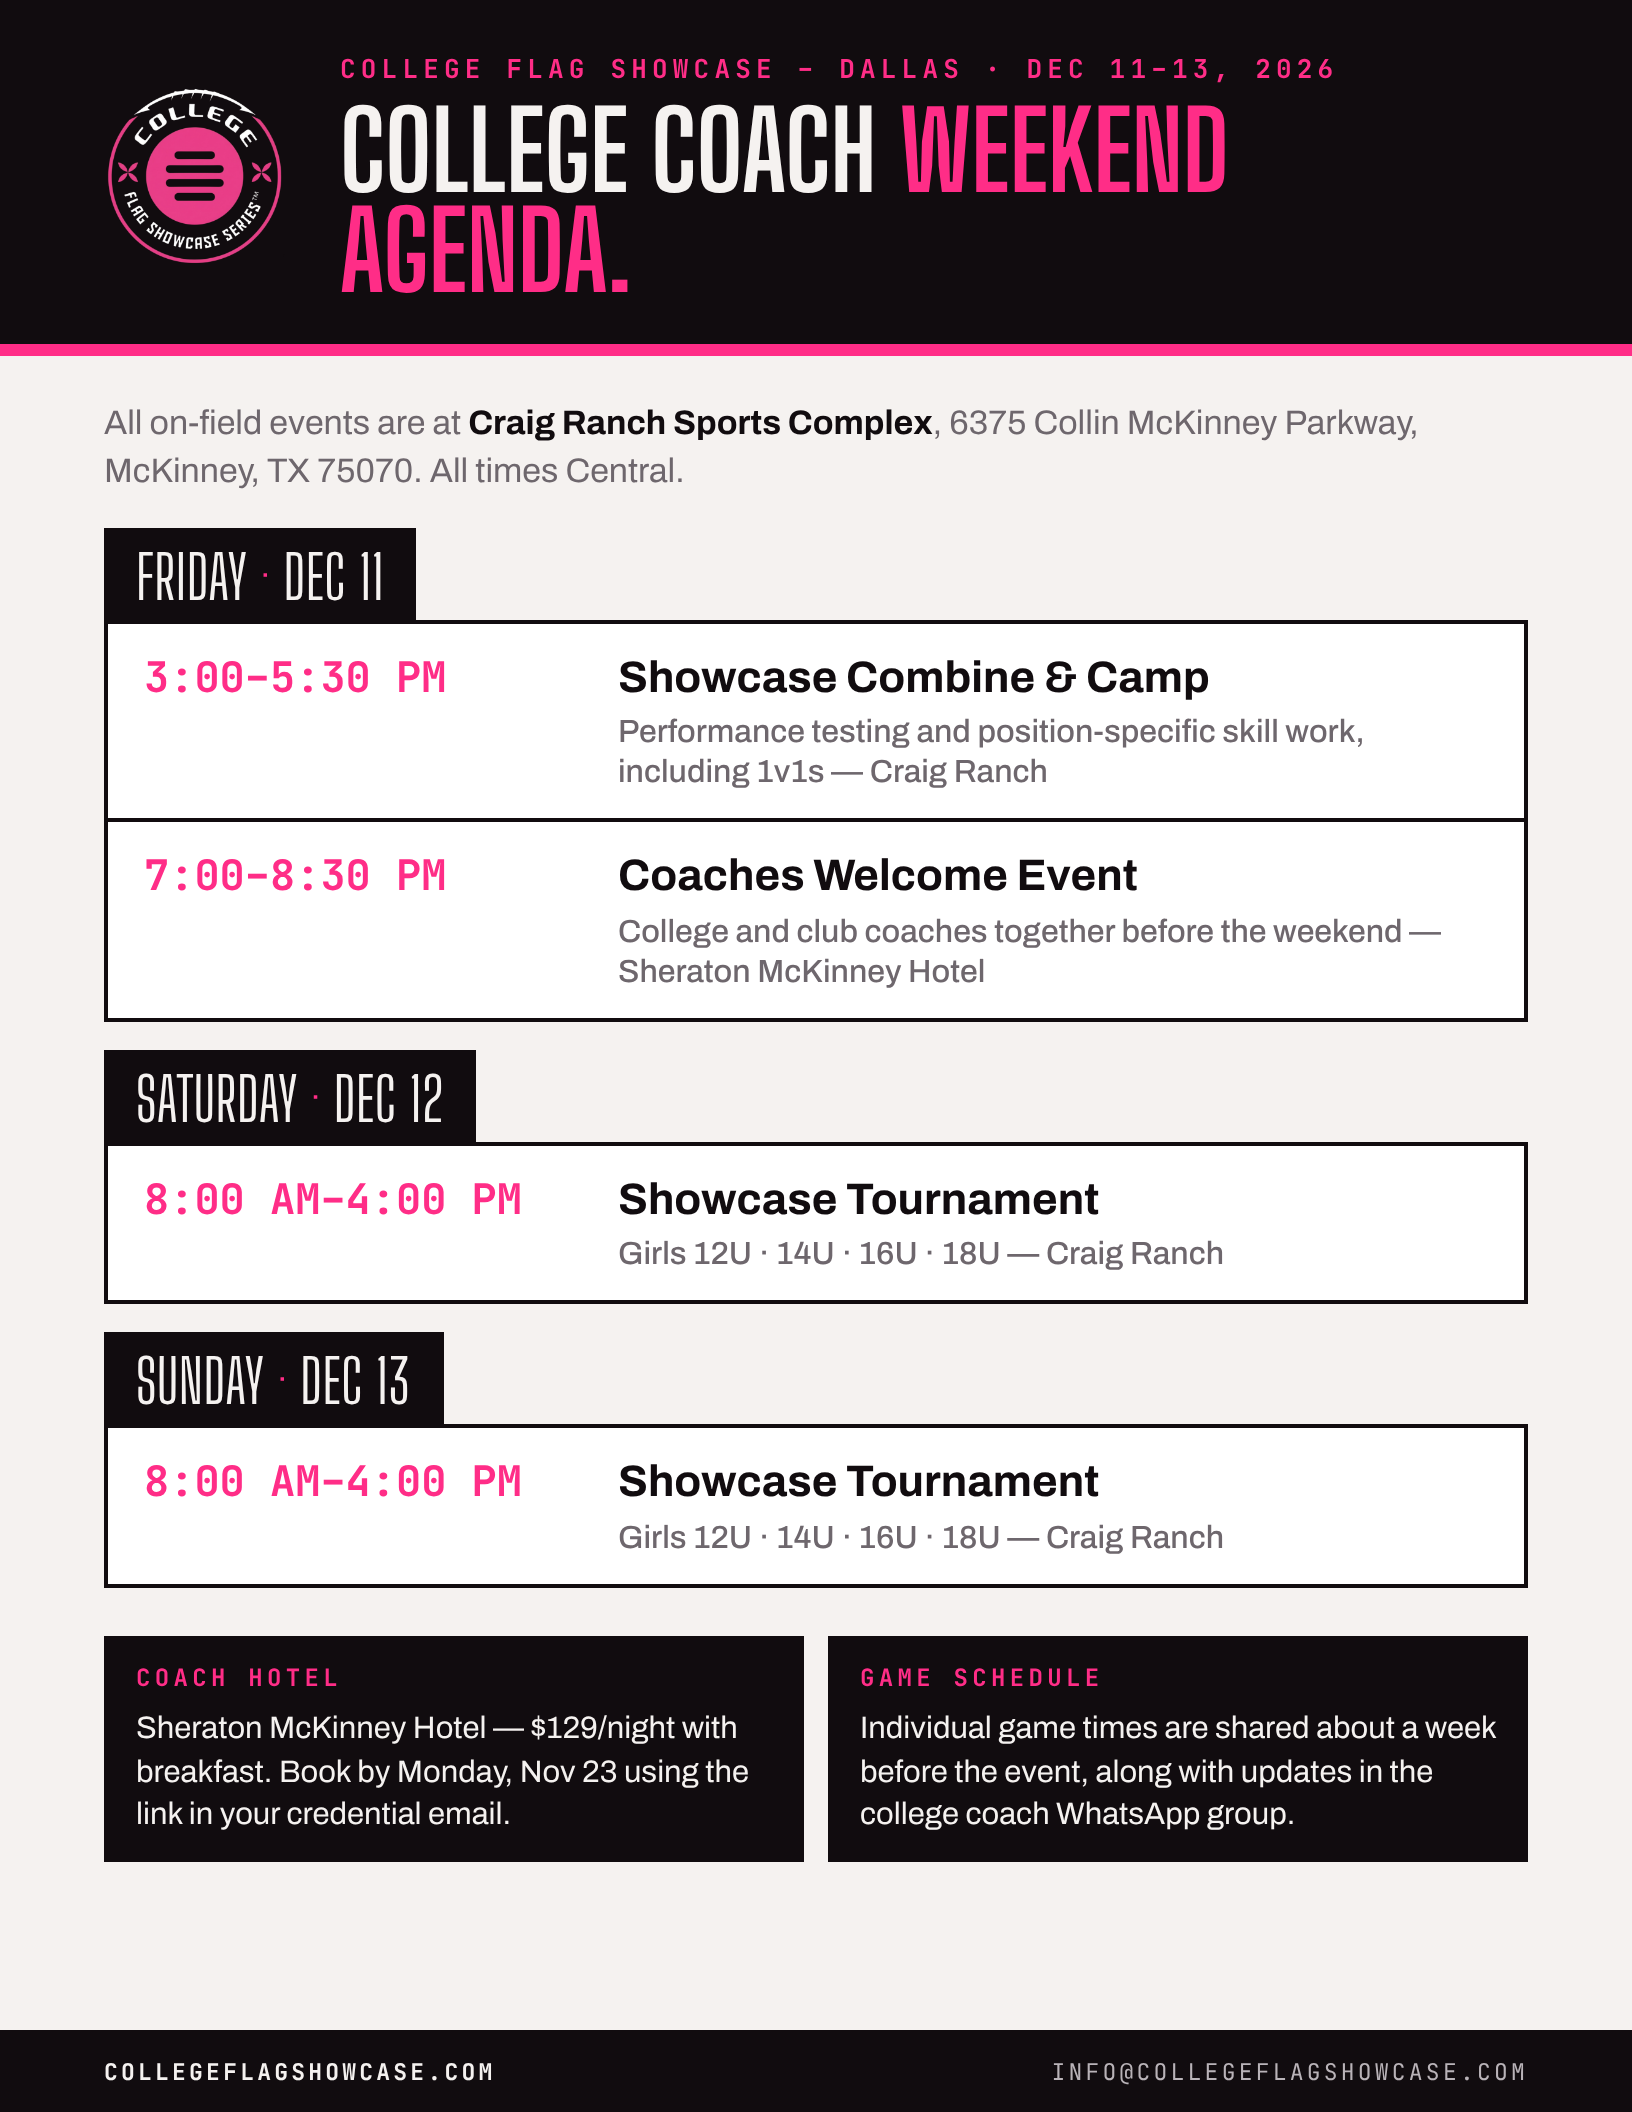 COLLEGE FLAG SHOWCASE – DALLAS · DEC 11–13, 2026
COLLEGE
FLAG SHOWCASE SERIES™
COLLEGE COACH WEEKEND
AGENDA.
All on-field events are at Craig Ranch Sports Complex, 6375 Collin McKinney Parkway,
McKinney, TX 75070. All times Central.
FRIDAY · DEC 11
3:00–5:30 PM
Showcase Combine & Camp
Performance testing and position-specific skill work,
including 1v1s — Craig Ranch
7:00–8:30 PM
Coaches Welcome Event
College and club coaches together before the weekend —
Sheraton McKinney Hotel
SATURDAY · DEC 12
8:00 AM–4:00 PM
Showcase Tournament
Girls 12U · 14U · 16U · 18U — Craig Ranch
SUNDAY · DEC 13
8:00 AM–4:00 PM
Showcase Tournament
Girls 12U · 14U · 16U · 18U — Craig Ranch
COACH HOTEL
Sheraton McKinney Hotel — $129/night with
breakfast. Book by Monday, Nov 23 using the
link in your credential email.
GAME SCHEDULE
Individual game times are shared about a week
before the event, along with updates in the
college coach WhatsApp group.
COLLEGEFLAGSHOWCASE.COM
INFO@COLLEGEFLAGSHOWCASE.COM